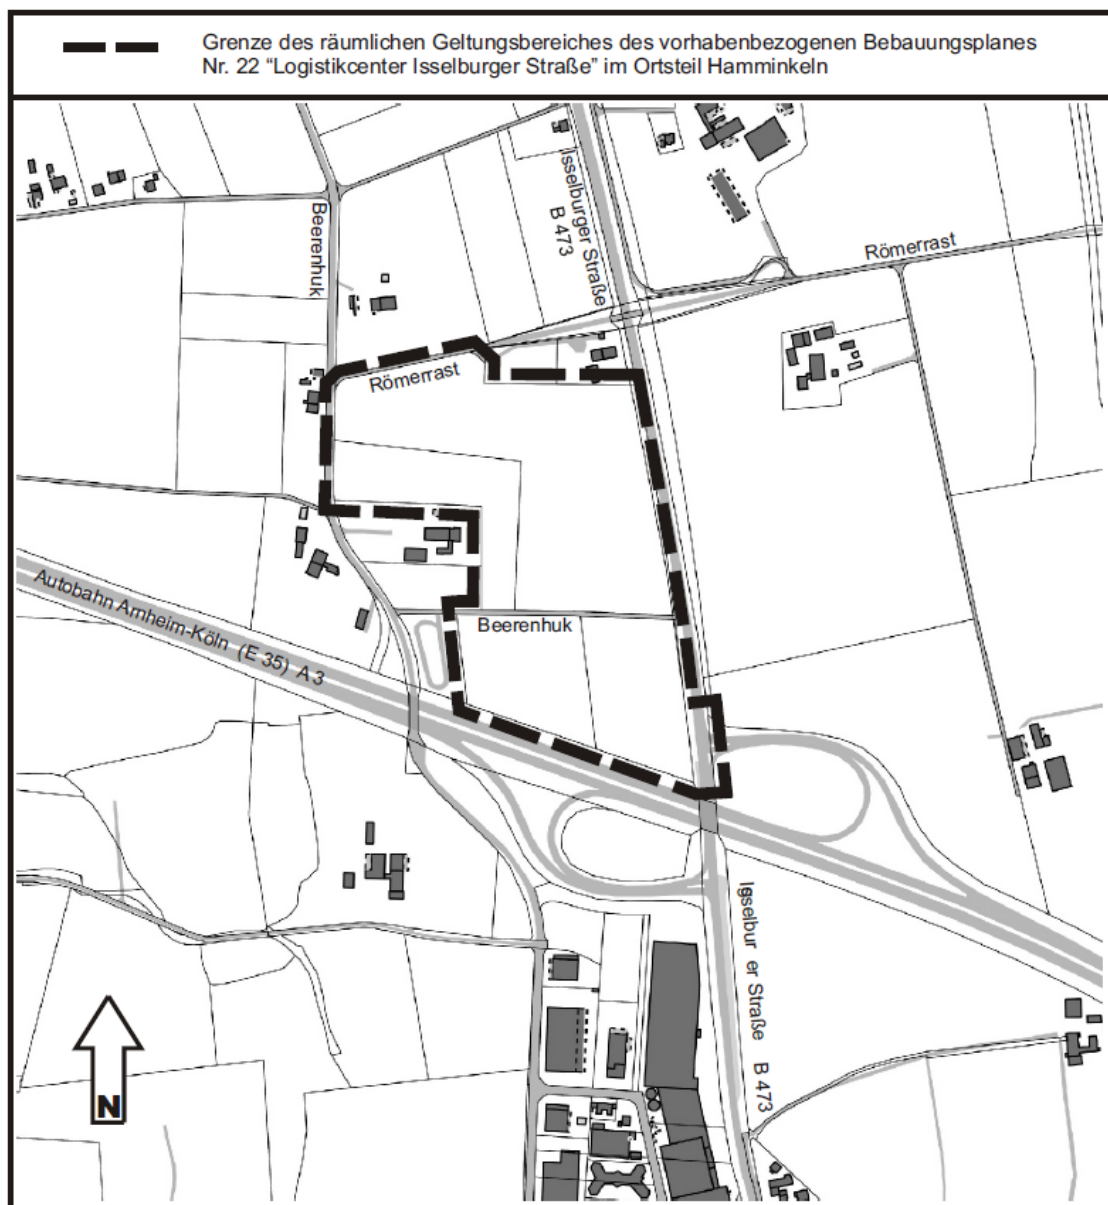 Grenze des räumlichen Geltungsbereiches des vorhabenbezogenen Bebauungsplanes
Nr. 22 “Logistikcenter Isselburger Straße” im Ortsteil Hamminkeln
Isselburger Straße
B 473
Beerenhuk
Römerrast
Römerrast
Autobahn Arnheim-Köln (E 35) A 3
Beerenhuk
Isselbur er Straße B 473
N